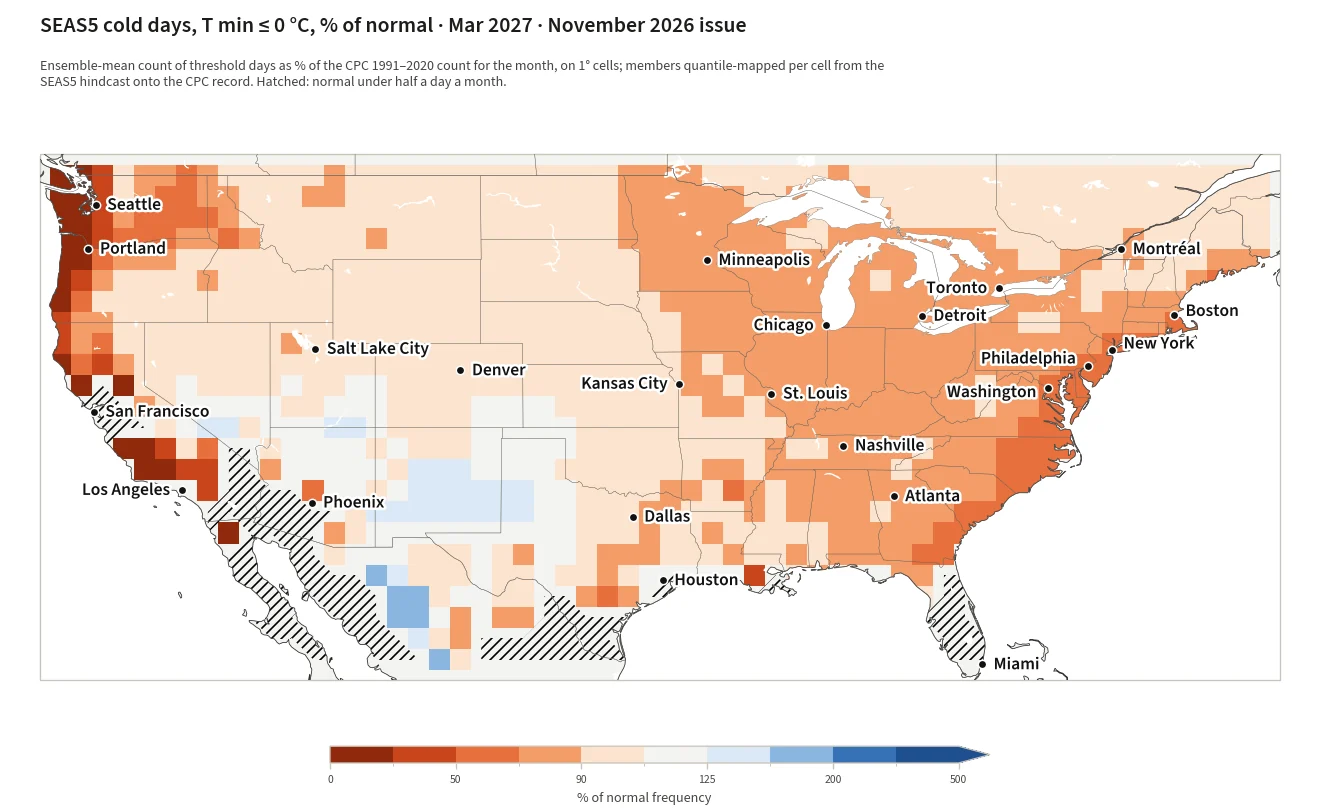 SEAS5 cold days, T min ≤ 0 °C, % of normal · Mar 2027 · November 2026 issue
Ensemble-mean count of threshold days as % of the CPC 1991–2020 count for the month, on 1° cells; members quantile-mapped per cell from the
SEAS5 hindcast onto the CPC record. Hatched: normal under half a day a month.
Seattle
Portland
Montréal
Minneapolis
Toronto
Boston
Detroit
Chicago
New York
Salt Lake City
Philadelphia
Denver
Kansas City
St. Louis
Washington
San Francisco
Nashville
Los Angeles
Phoenix
Atlanta
Dallas
Houston
Miami
0 50 90 125 200 500
% of normal frequency